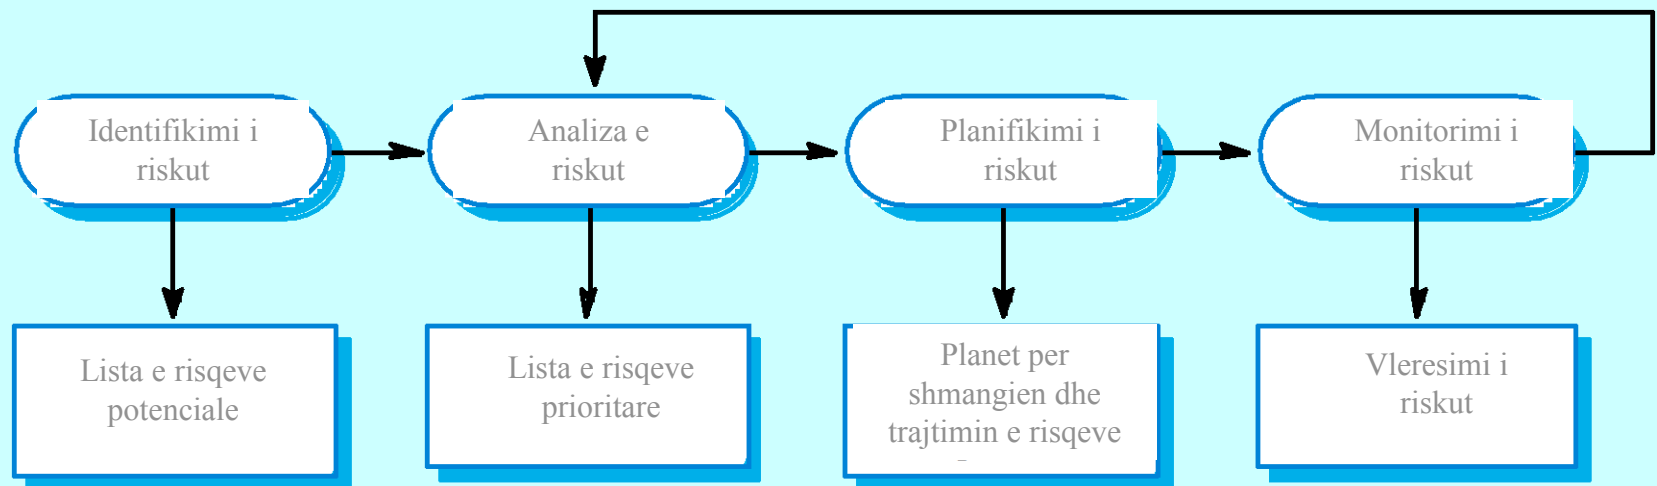 Identifikimi i
riskut
Analiza e
riskut
Planifikimi i
riskut
Monitorimi i
riskut
Lista e risqeve
potenciale
Lista e risqeve
prioritare
Planet per
shmangien dhe
trajtimin e risqeve
Vleresimi i
riskut